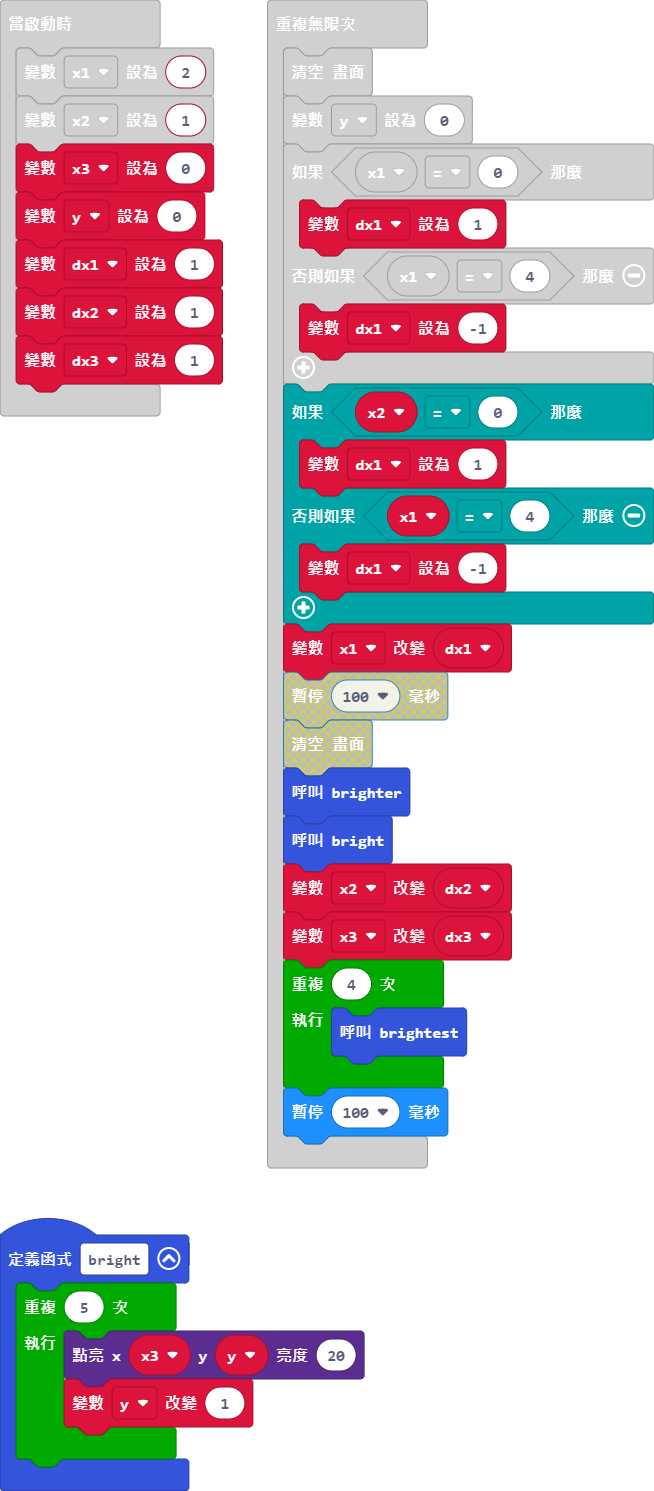 當啟動時
變數 x1 設為 2
變數 x2 設為 1
變數 x3 設為 0
變數 y 設為 0
變數 dx1 設為 1
變數 dx2 設為 1
變數 dx3 設為 1
重複無限次
清空 畫面
變數 y 設為 0
如果 x1 = 0 那麼
變數 dx1 設為 1
否則如果 x1 = 4 那麼
變數 dx1 設為 -1
如果 x2 = 0 那麼
變數 dx1 設為 1
否則如果 x1 = 4 那麼
變數 dx1 設為 -1
變數 x1 改變 dx1
暫停 100 毫秒
清空 畫面
呼叫 brighter
呼叫 bright
變數 x2 改變 dx2
變數 x3 改變 dx3
重複 4 次
執行 呼叫 brightest
暫停 100 毫秒
定義函式 bright
重複 5 次
執行 點亮 x x3 y y 亮度 20
變數 y 改變 1